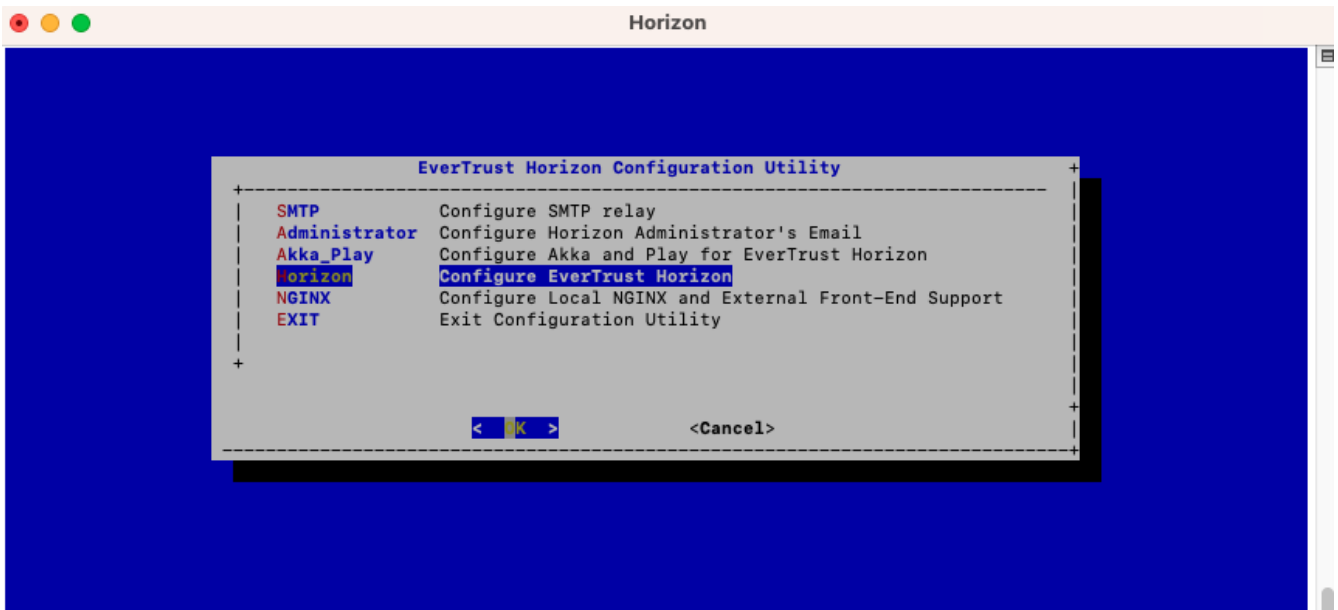 Horizon
EverTrust Horizon Configuration Utility
SMTP Configure SMTP relay
Administrator Configure Horizon Administrator's Email
Akka_Play Configure Akka and Play for EverTrust Horizon
Horizon Configure EverTrust Horizon
NGINX Configure Local NGINX and External Front-End Support
EXIT Exit Configuration Utility
< OK > <Cancel>